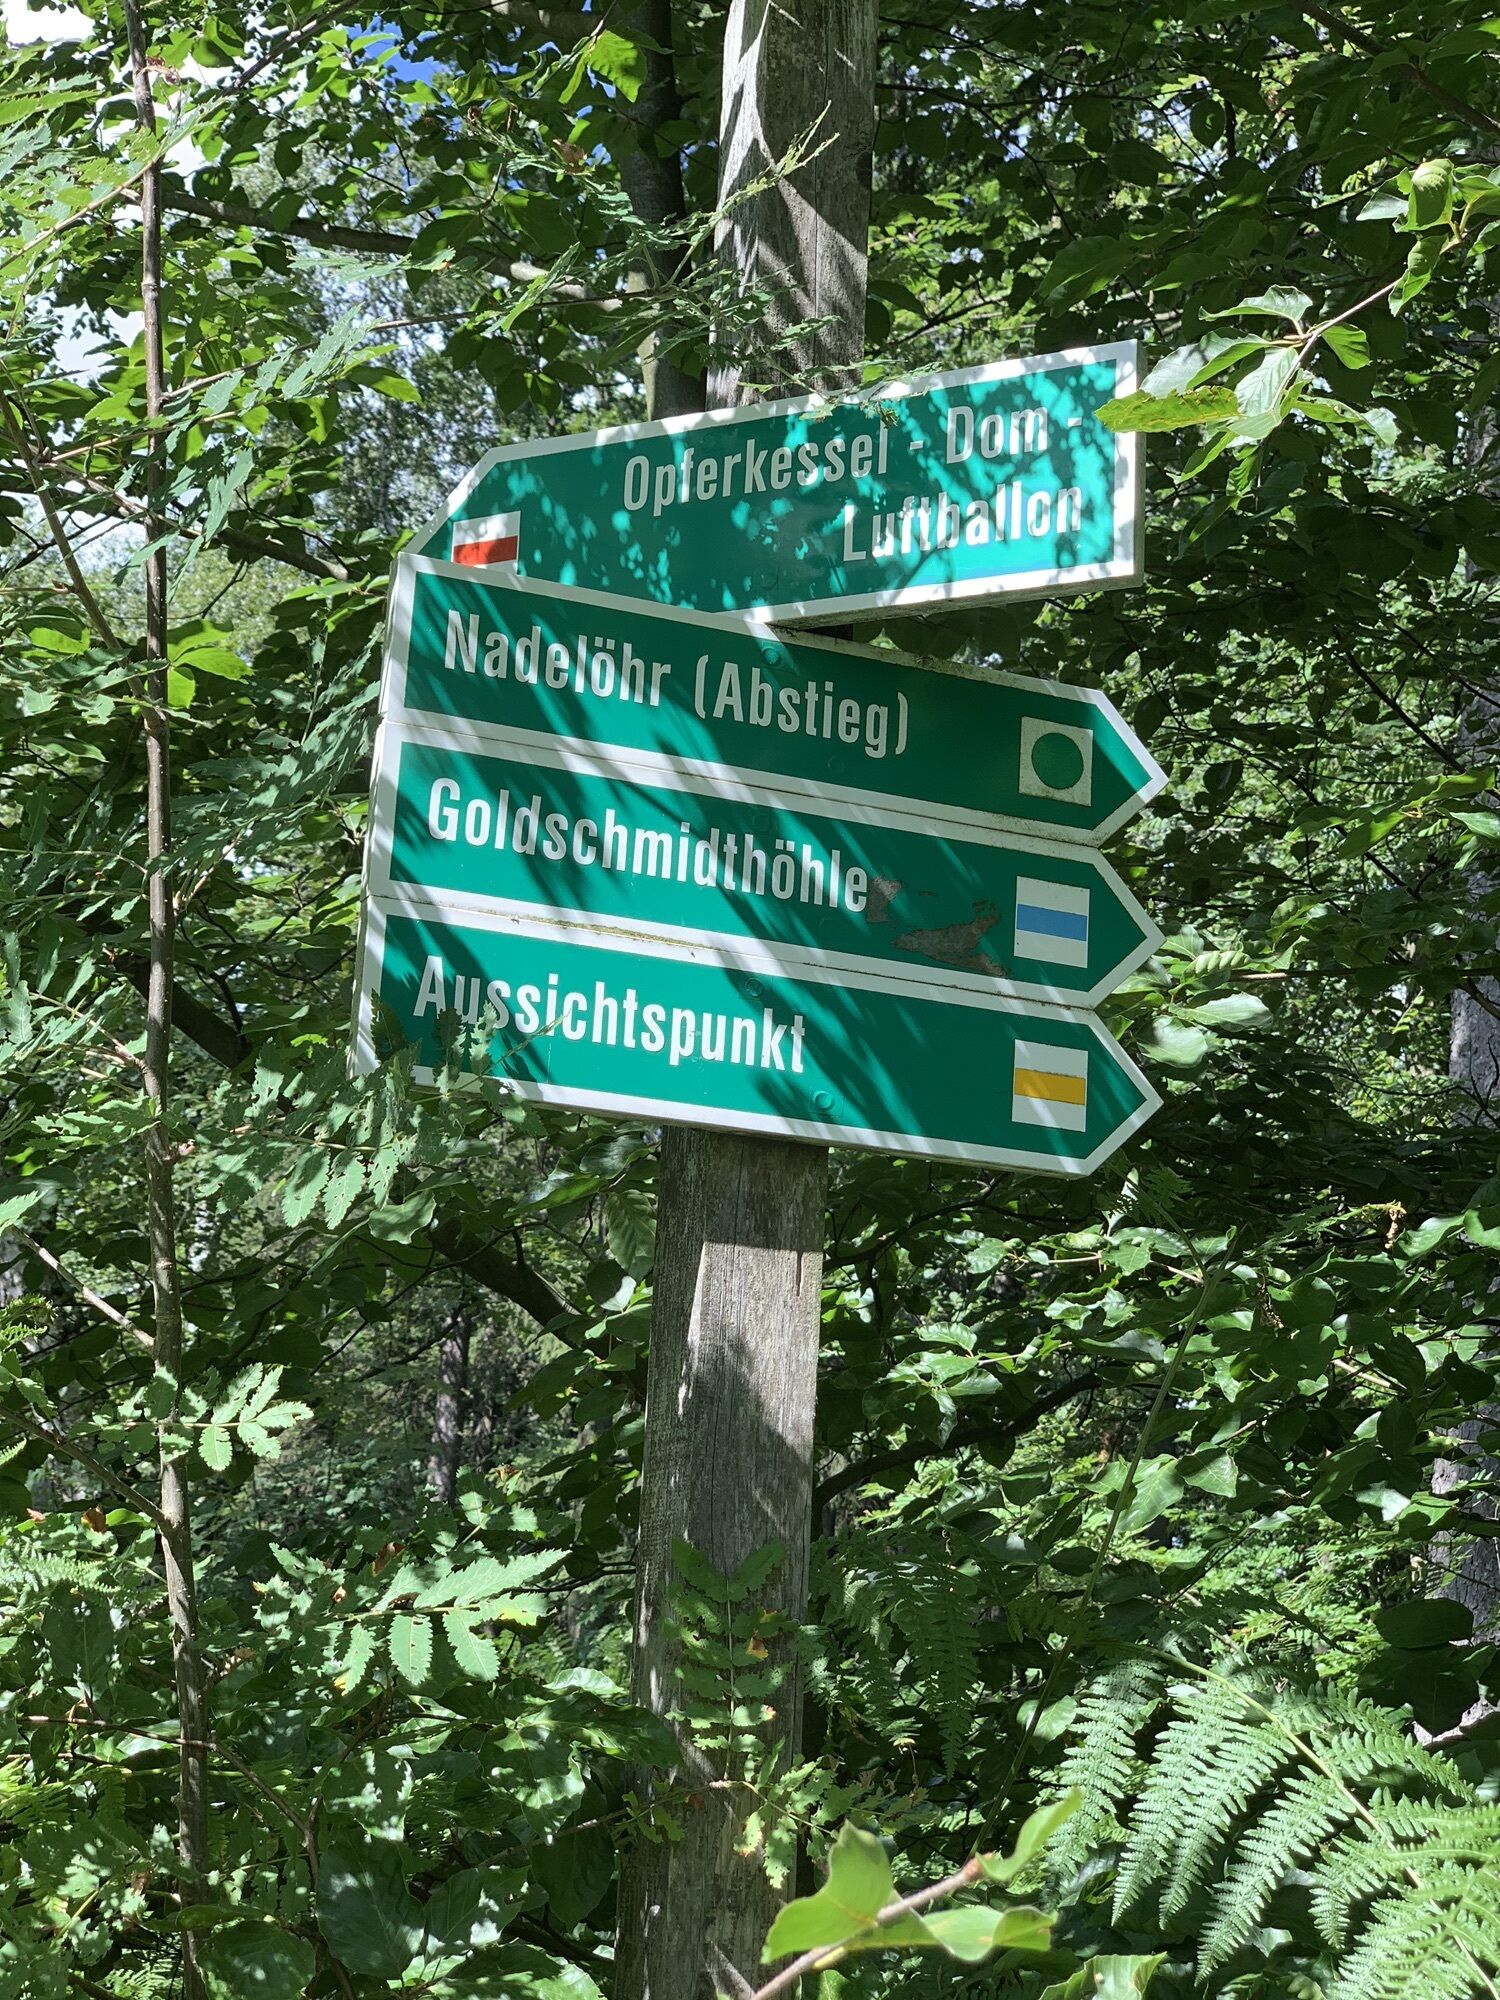 Opferkessel - Dom -
Luftballon
Nadelöhr (Abstieg)
Goldschmidthöhle
Aussichtspunkt